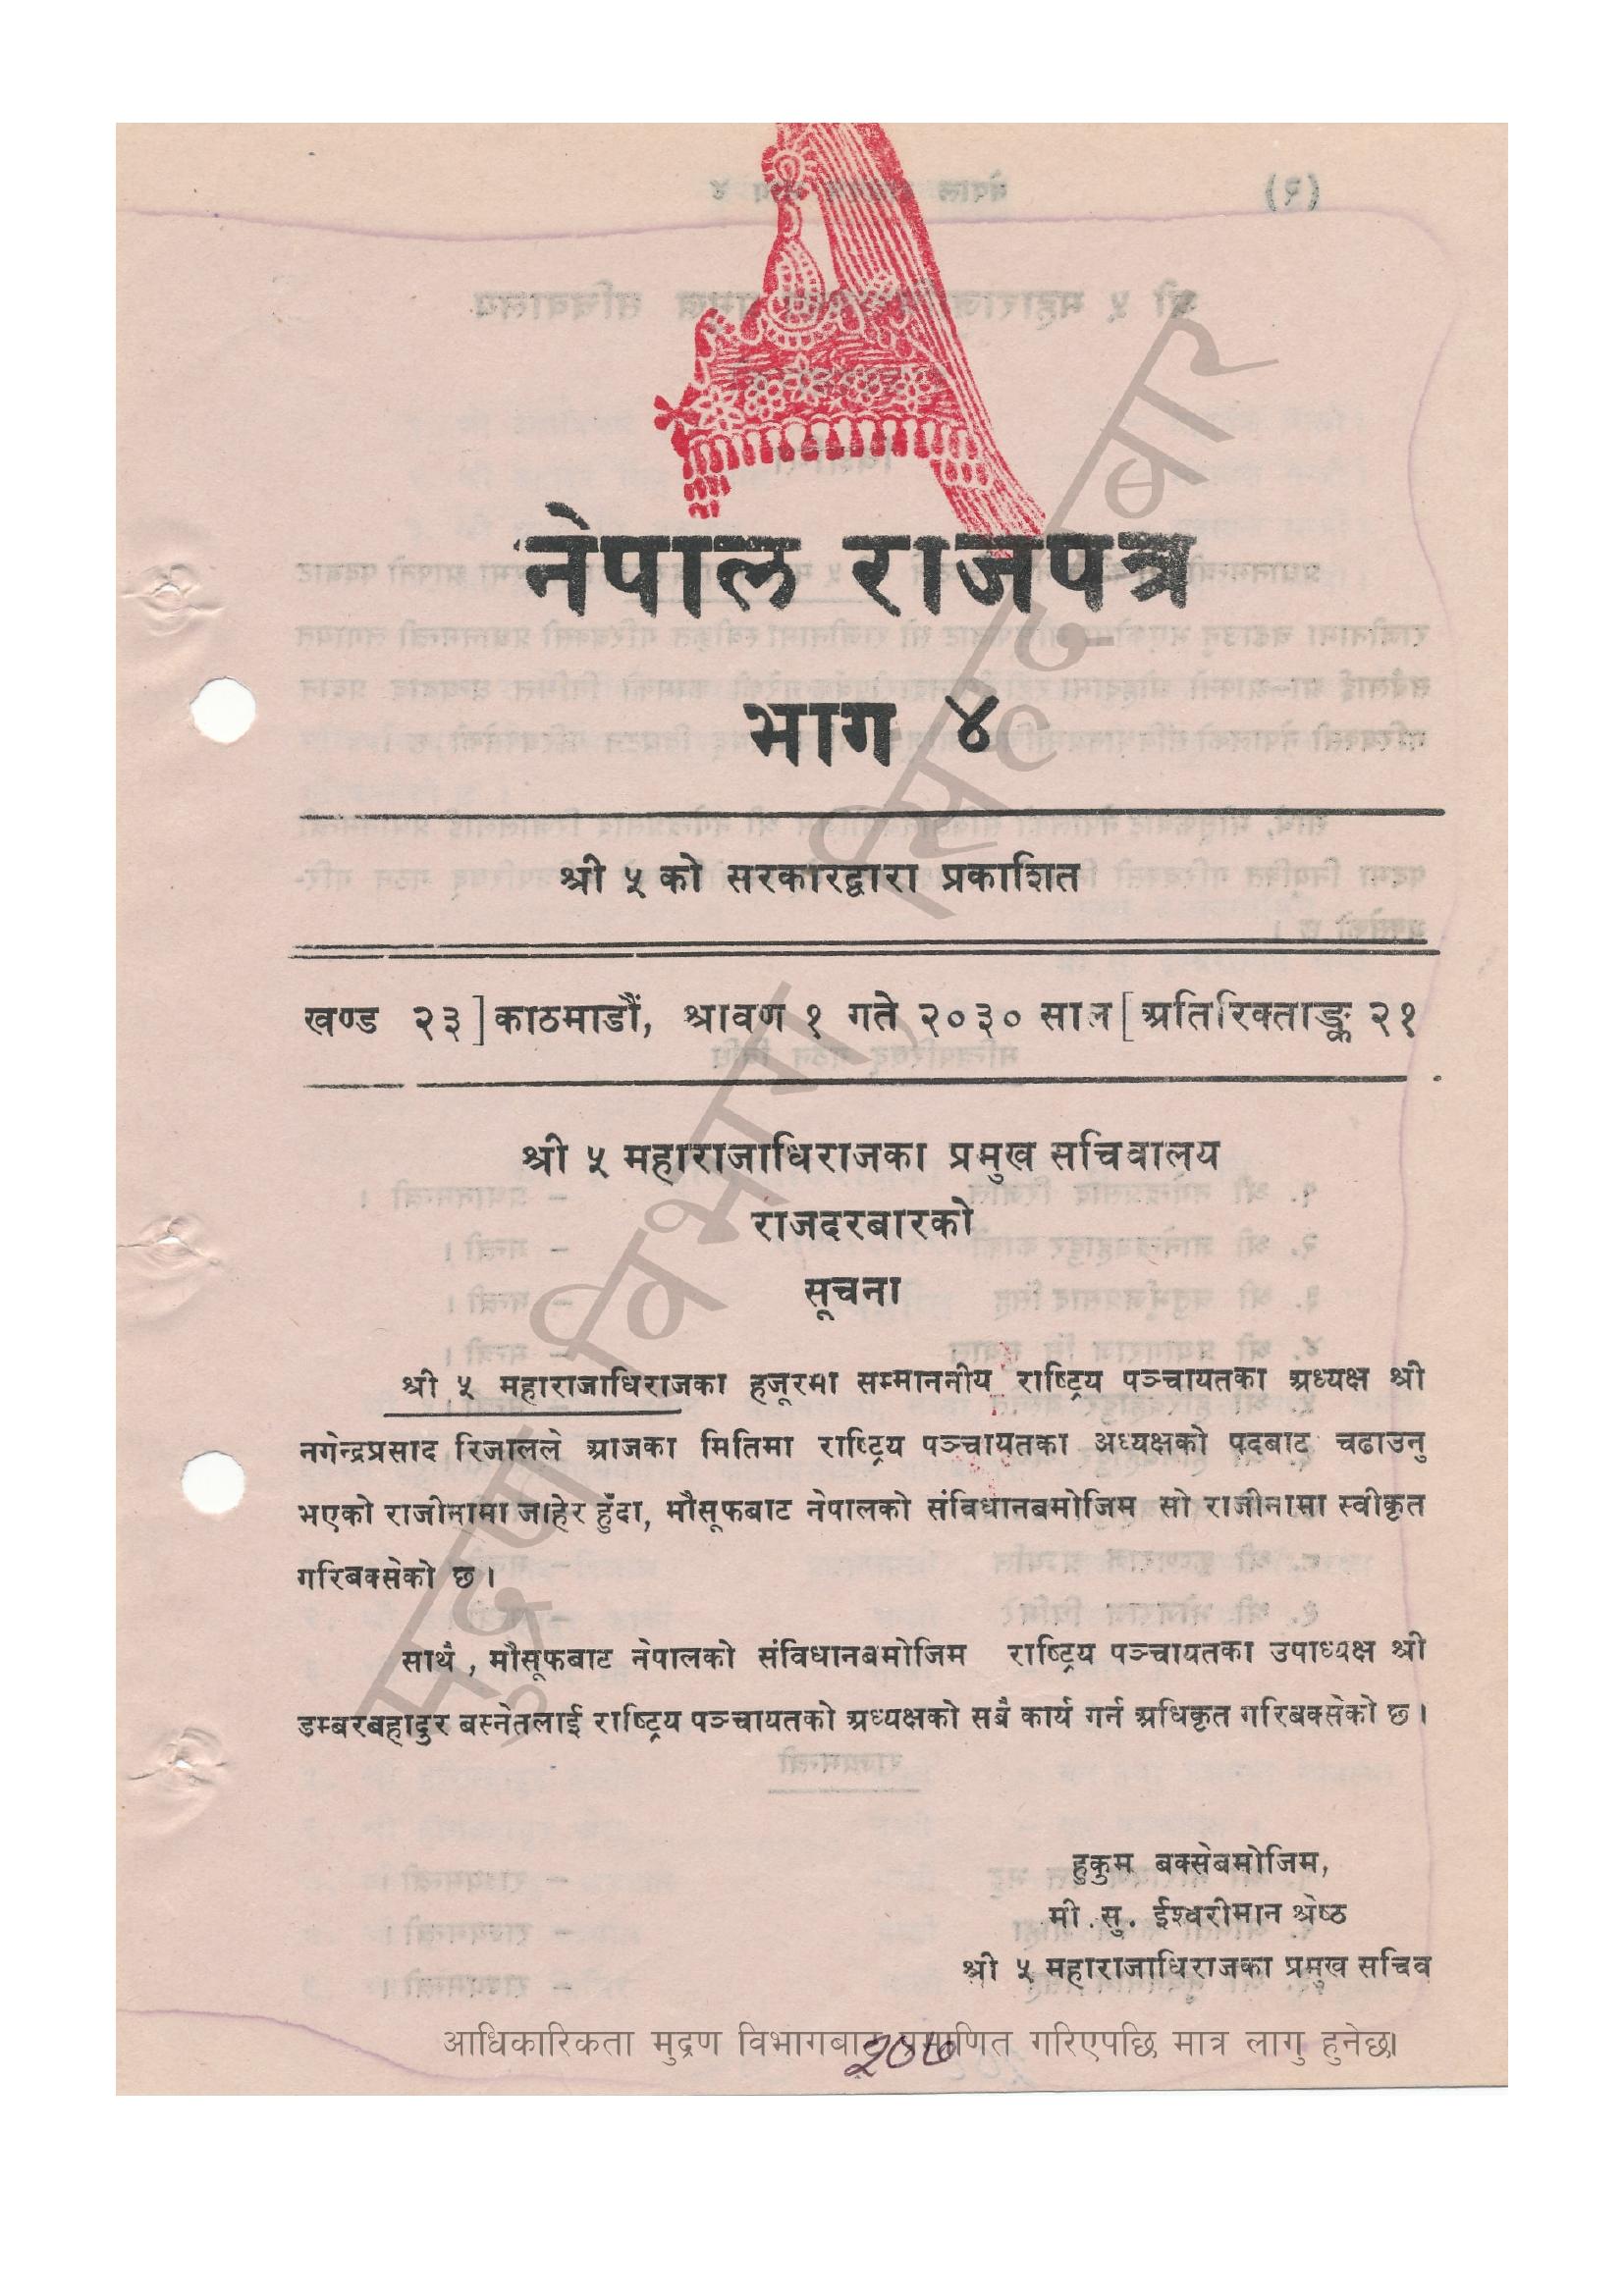 नेपाल राजपत्र
भाग ४
श्री ५ को सरकारद्वारा प्रकाशित
खण्ड २३] काठमाडौं, श्रावण १ गते २०३० साल [अतिरिक्ताङ्क २१
श्री ५ महाराजाधिराजका प्रमुख सचिवालय
राजदरबारको
सूचना
श्री ५ महाराजाधिराजका हजूरमा सम्माननीय राष्ट्रिय पञ्चायतका अध्यक्ष श्री
नगेन्द्रप्रसाद रिजालले आजका मितिमा राष्ट्रिय पञ्चायतका अध्यक्षको पदबाट चढाउनु
भएको राजीनामा जाहेर हुँदा, मौसूफबाट नेपालको संविधानबमोजिम सो राजीनामा स्वीकृत
गरिबक्सेको छ ।
साथै, मौसूफबाट नेपालको संविधानबमोजिम राष्ट्रिय पञ्चायतका उपाध्यक्ष श्री
डम्बरबहादुर बस्नेतलाई राष्ट्रिय पञ्चायतको अध्यक्षको सबै कार्य गर्न अधिकृत गरिबक्सेको छ ।
हुकुम बक्सेबमोजिम,
मी. सु. ईश्वरीमान श्रेष्ठ
श्री ५ महाराजाधिराजका प्रमुख सचिव
आधिकारिकता मुद्रण विभागबाट प्रमाणित गरिएपछि मात्र लागु हुनेछ।
२०७